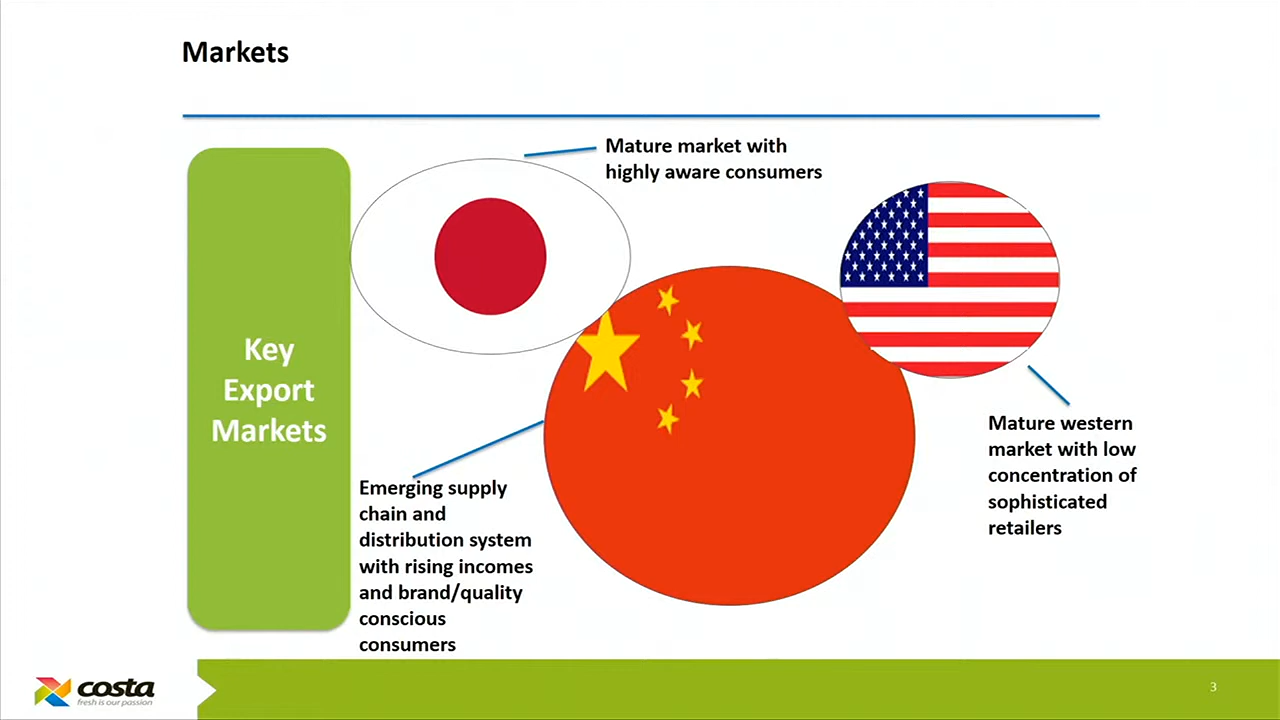 Markets
Mature market with
highly aware consumers
Key
Export
Markets
Mature western
market with low
concentration of
sophisticated
retailers
Emerging supply
chain and
distribution system
with rising incomes
and brand/quality
conscious
consumers
costa
fresh is our passion
3